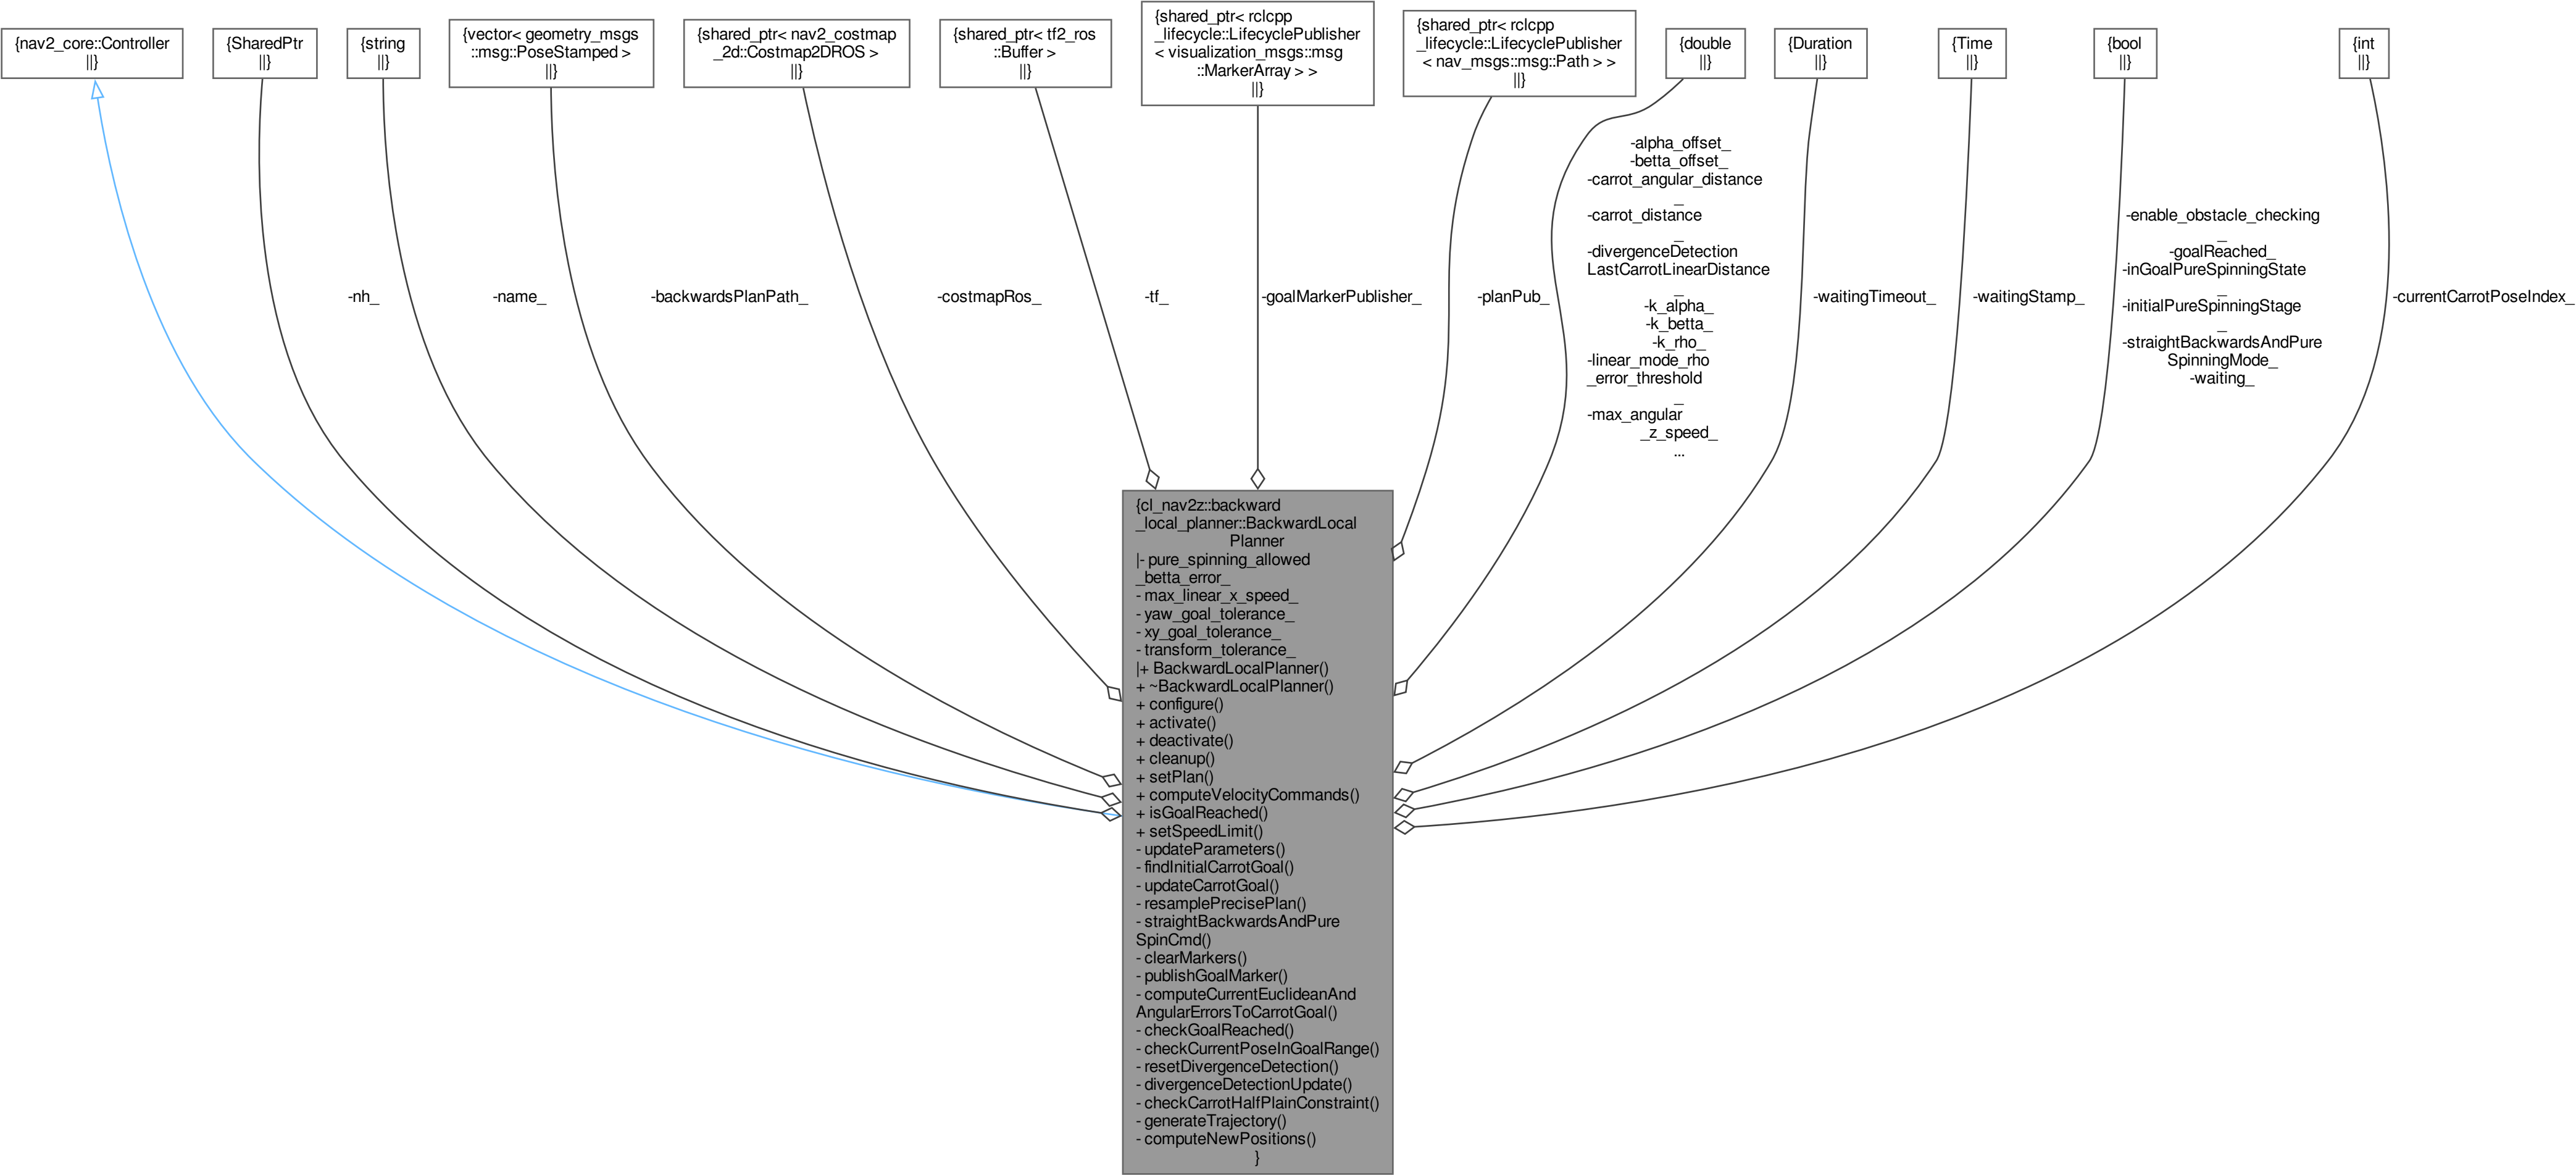 {nav2_core::Controller
||}
{SharedPtr
||}
{string
||}
{vector< geometry_msgs
::msg::PoseStamped >
||}
{shared_ptr< nav2_costmap
_2d::Costmap2DROS >
||}
{shared_ptr< tf2_ros
::Buffer >
||}
{shared_ptr< rclcpp
_lifecycle::LifecyclePublisher
< visualization_msgs::msg
::MarkerArray > >
||}
{shared_ptr< rclcpp
_lifecycle::LifecyclePublisher
< nav_msgs::msg::Path > >
||}
{double
||}
{Duration
||}
{Time
||}
{bool
||}
{int
||}
-nh_
-name_
-backwardsPlanPath_
-costmapRos_
-tf_
-goalMarkerPublisher_
-planPub_
-alpha_offset_
-betta_offset_
-carrot_angular_distance
_
-carrot_distance
_
-divergenceDetection
LastCarrotLinearDistance
_
-k_alpha_
-k_betta_
-k_rho_
-linear_mode_rho
_error_threshold
_
-max_angular
_z_speed_
...
-waitingTimeout_
-waitingStamp_
-enable_obstacle_checking
_
-goalReached_
-inGoalPureSpinningState
_
-initialPureSpinningStage
_
-straightBackwardsAndPure
SpinningMode_
-waiting_
-currentCarrotPoseIndex_
{cl_nav2z::backward
_local_planner::BackwardLocal
Planner
|- pure_spinning_allowed
_betta_error_
- max_linear_x_speed_
- yaw_goal_tolerance_
- xy_goal_tolerance_
- transform_tolerance_
|+ BackwardLocalPlanner()
+ ~BackwardLocalPlanner()
+ configure()
+ activate()
+ deactivate()
+ cleanup()
+ setPlan()
+ computeVelocityCommands()
+ isGoalReached()
+ setSpeedLimit()
- updateParameters()
- findInitialCarrotGoal()
- updateCarrotGoal()
- resamplePrecisePlan()
- straightBackwardsAndPure
SpinCmd()
- clearMarkers()
- publishGoalMarker()
- computeCurrentEuclideanAnd
AngularErrorsToCarrotGoal()
- checkGoalReached()
- checkCurrentPoseInGoalRange()
- resetDivergenceDetection()
- divergenceDetectionUpdate()
- checkCarrotHalfPlainConstraint()
- generateTrajectory()
- computeNewPositions()
}